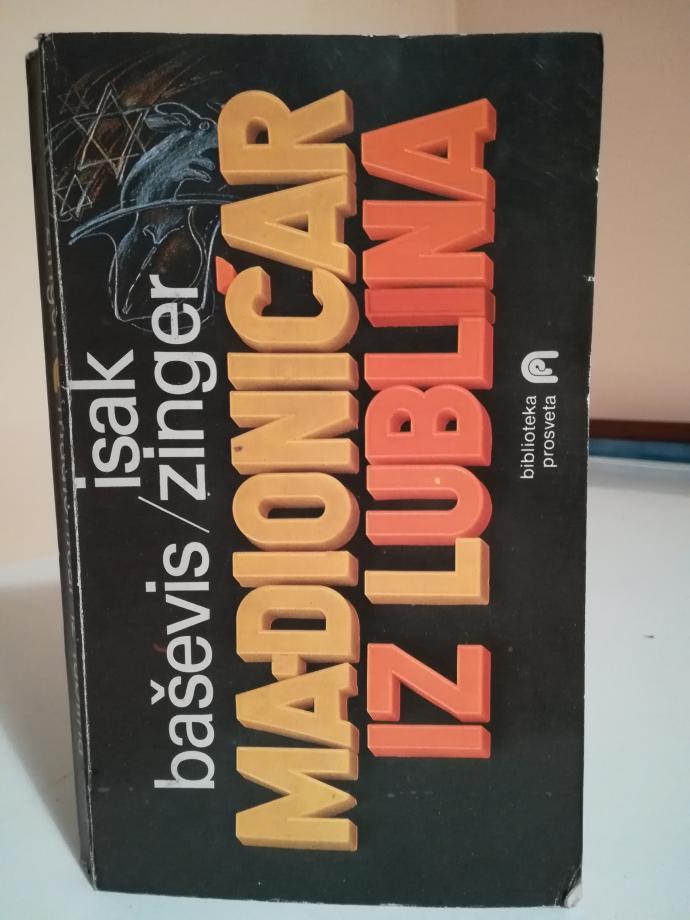 isak
baševis/zinger
MAĐIONIČAR
IZ LUBLINA
biblioteka
prosveta